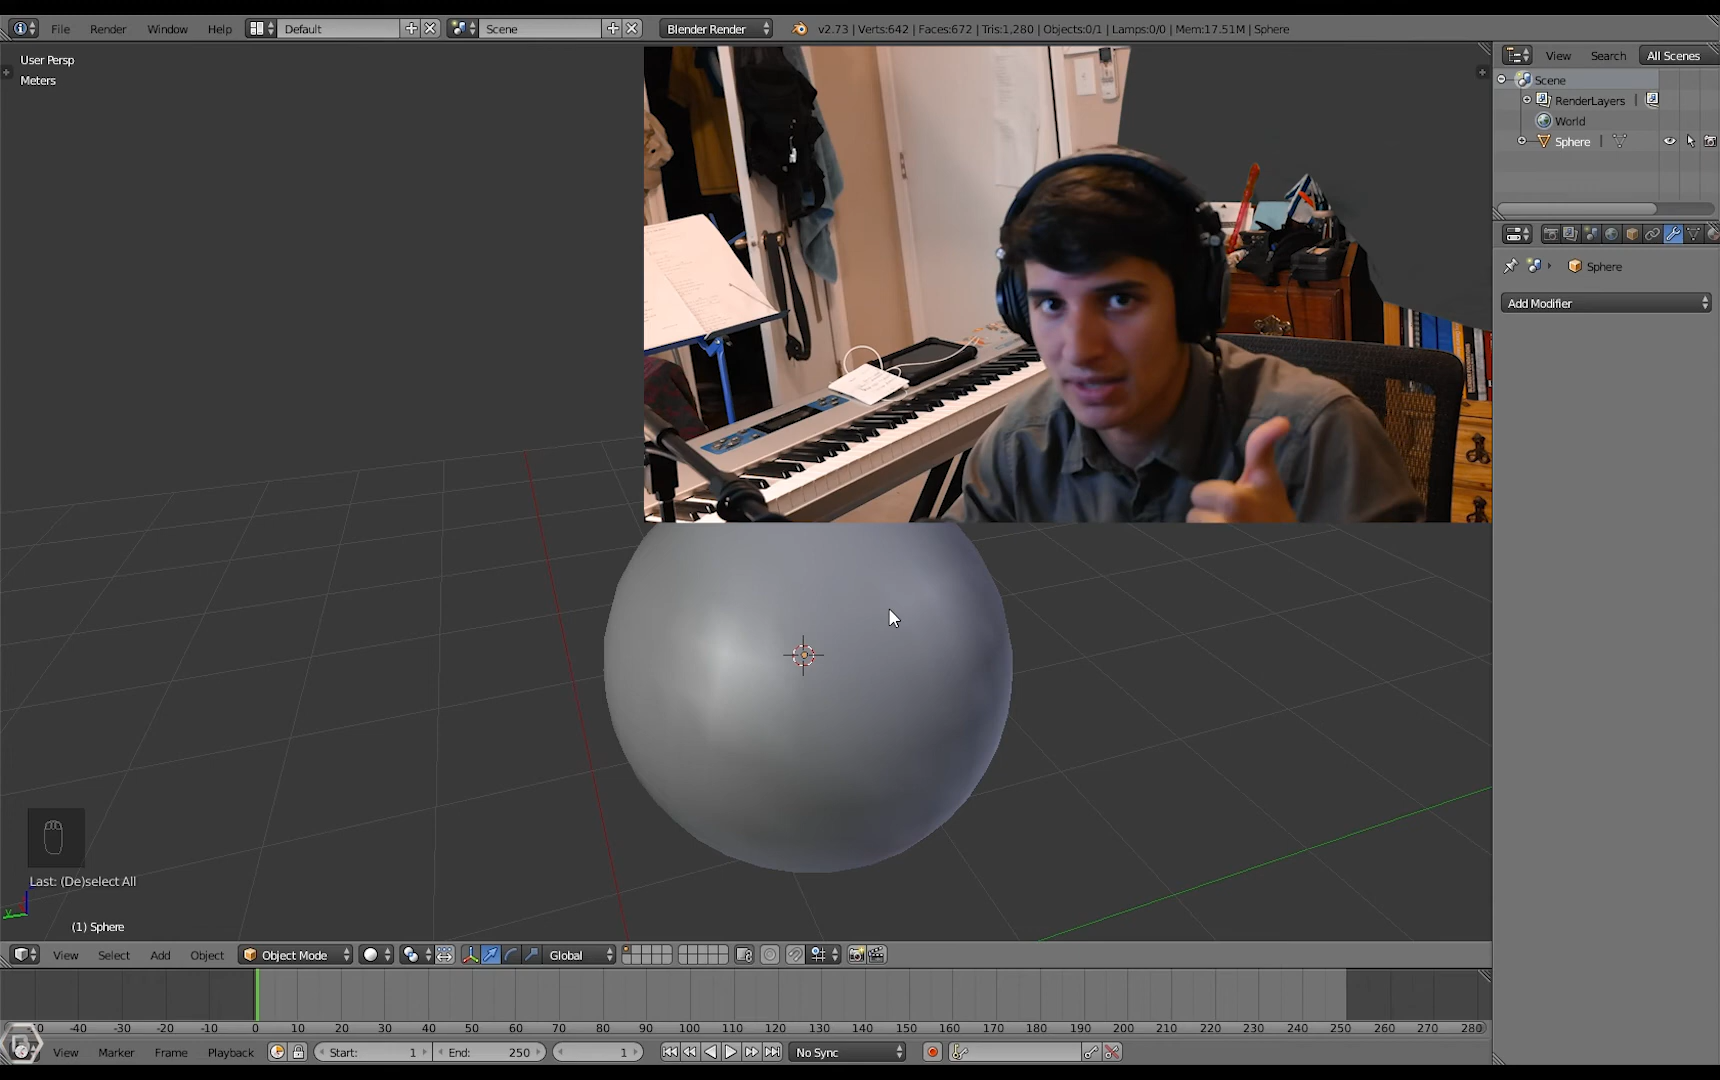 File Render Window Help Default Scene Blender Render v2.73 | Verts:642 | Faces:672 | Tris:1,280 | Objects:0/1 | Lamps:0/0 | Mem:17.51M | Sphere
User Persp
Meters
View Search All Scenes
Scene
RenderLayers
World
Sphere
Sphere
Add Modifier
Last: (De)select All
(1) Sphere
View Select Add Object Object Mode Global
-40 -30 -20 -10 0 10 20 30 40 50 60 70 80 90 100 110 120 130 140 150 160 170 180 190 200 210 220 230 240 250 260 270 280
View Marker Frame Playback Start: 1 End: 250 1 No Sync